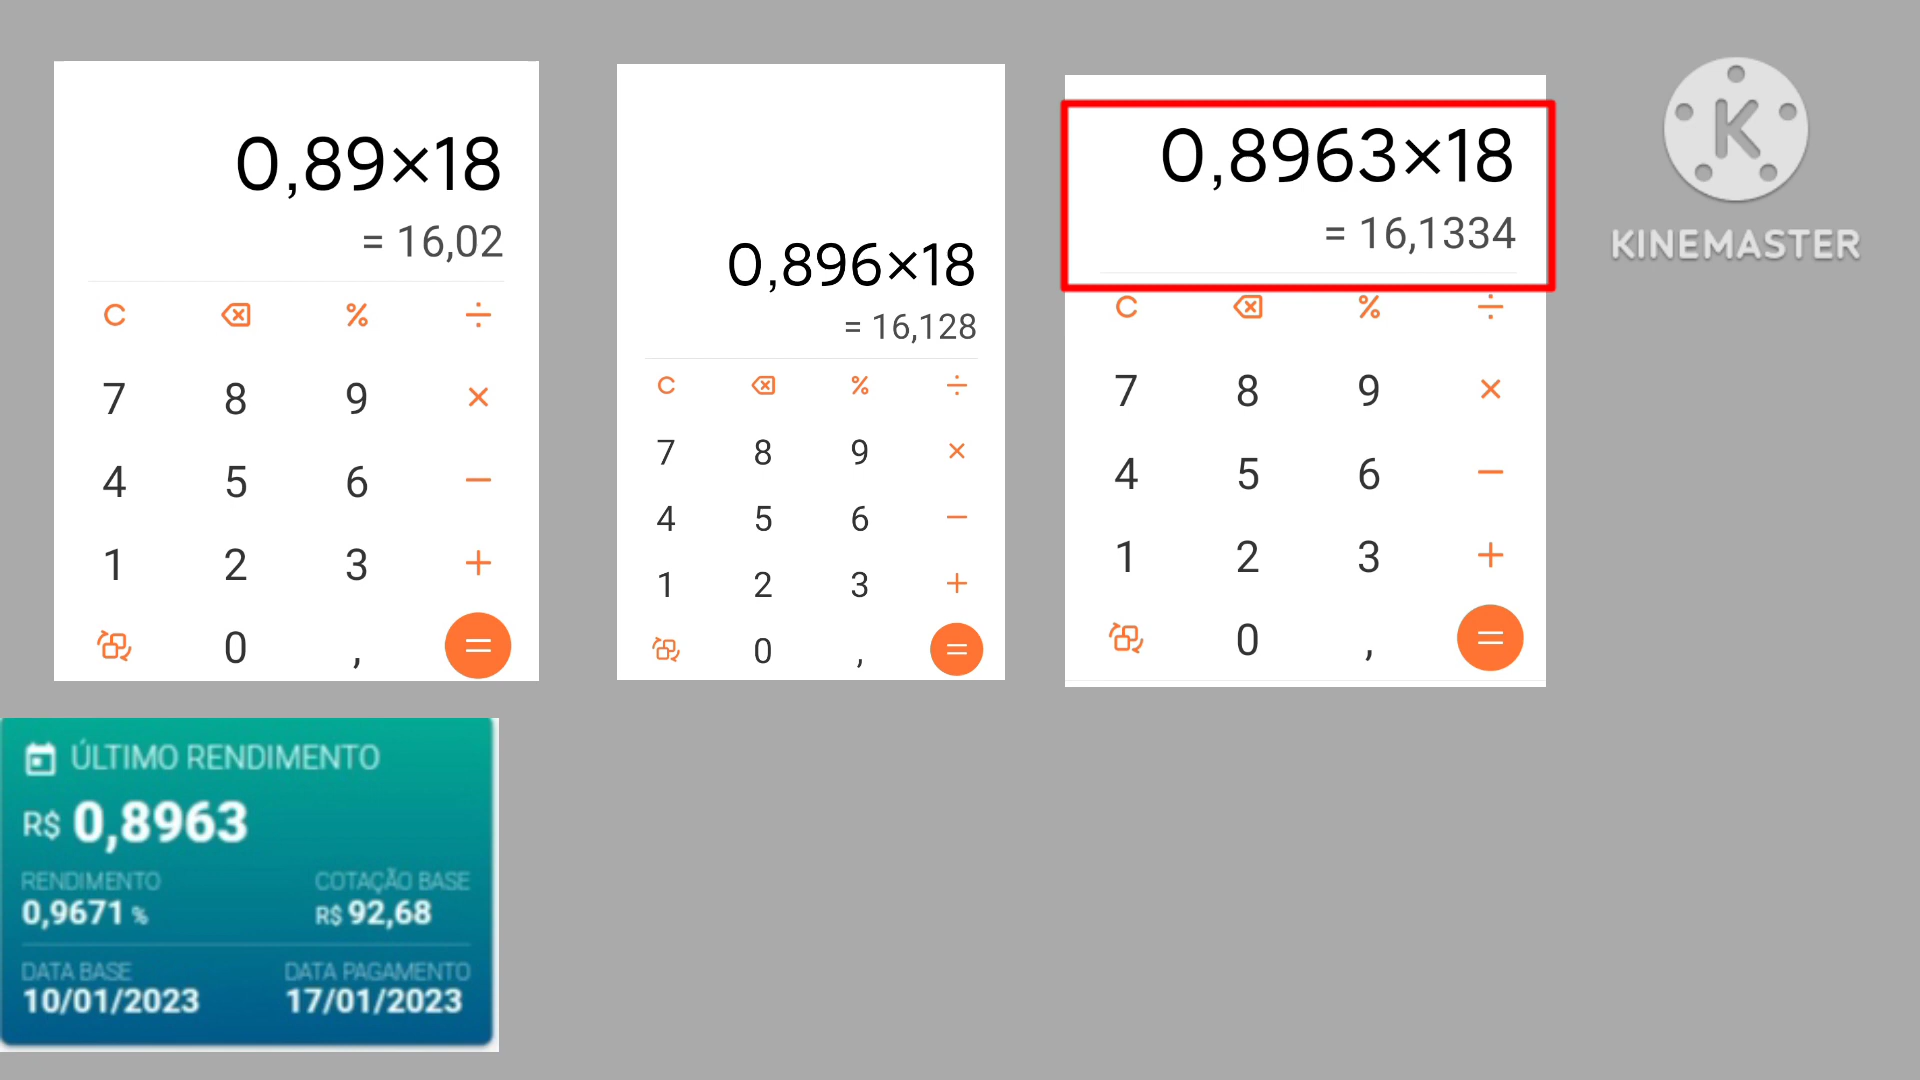 0,89×18
= 16,02
C % ÷
7 8 9 ×
4 5 6 −
1 2 3 +
0 , =
0,896×18
= 16,128
C % ÷
7 8 9 ×
4 5 6 −
1 2 3 +
0 , =
0,8963×18
= 16,1334
C % ÷
7 8 9 ×
4 5 6 −
1 2 3 +
0 , =
K
KINEMASTER
ÚLTIMO RENDIMENTO
R$ 0,8963
RENDIMENTO COTAÇÃO BASE
0,9671 % R$ 92,68
DATA BASE DATA PAGAMENTO
10/01/2023 17/01/2023